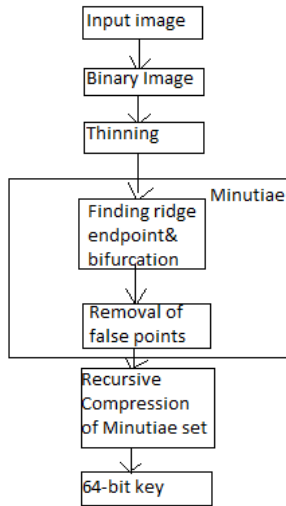 Input image
Binary Image
Thinning
Minutiae
Finding ridge
endpoint&
bifurcation
Removal of
false points
Recursive
Compression
of Minutiae set
64-bit key